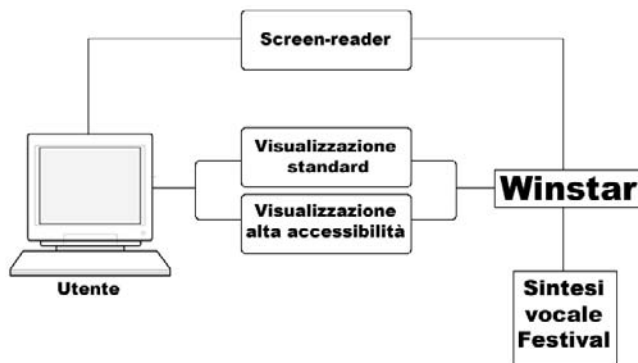 Screen-reader
Visualizzazione
standard
Visualizzazione
alta accessibilità
Winstar
Utente
Sintesi
vocale
Festival